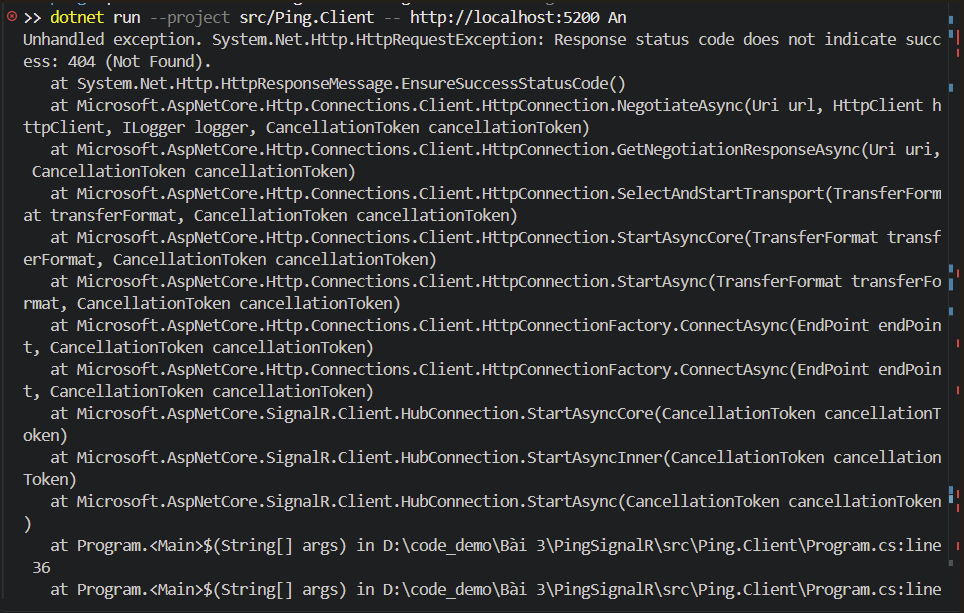 >> dotnet run --project src/Ping.Client -- http://localhost:5200 An
Unhandled exception. System.Net.Http.HttpRequestException: Response status code does not indicate succ
ess: 404 (Not Found).
   at System.Net.Http.HttpResponseMessage.EnsureSuccessStatusCode()
   at Microsoft.AspNetCore.Http.Connections.Client.HttpConnection.NegotiateAsync(Uri url, HttpClient h
ttpClient, ILogger logger, CancellationToken cancellationToken)
   at Microsoft.AspNetCore.Http.Connections.Client.HttpConnection.GetNegotiationResponseAsync(Uri uri,
 CancellationToken cancellationToken)
   at Microsoft.AspNetCore.Http.Connections.Client.HttpConnection.SelectAndStartTransport(TransferForm
at transferFormat, CancellationToken cancellationToken)
   at Microsoft.AspNetCore.Http.Connections.Client.HttpConnection.StartAsyncCore(TransferFormat transf
erFormat, CancellationToken cancellationToken)
   at Microsoft.AspNetCore.Http.Connections.Client.HttpConnection.StartAsync(TransferFormat transferFo
rmat, CancellationToken cancellationToken)
   at Microsoft.AspNetCore.Http.Connections.Client.HttpConnectionFactory.ConnectAsync(EndPoint endPoin
t, CancellationToken cancellationToken)
   at Microsoft.AspNetCore.Http.Connections.Client.HttpConnectionFactory.ConnectAsync(EndPoint endPoin
t, CancellationToken cancellationToken)
   at Microsoft.AspNetCore.SignalR.Client.HubConnection.StartAsyncCore(CancellationToken cancellationT
oken)
   at Microsoft.AspNetCore.SignalR.Client.HubConnection.StartAsyncInner(CancellationToken cancellation
Token)
   at Microsoft.AspNetCore.SignalR.Client.HubConnection.StartAsync(CancellationToken cancellationToken
)
   at Program.<Main>$(String[] args) in D:\code_demo\Bài 3\PingSignalR\src\Ping.Client\Program.cs:line
 36
   at Program.<Main>$(String[] args) in D:\code_demo\Bài 3\PingSignalR\src\Ping.Client\Program.cs:line